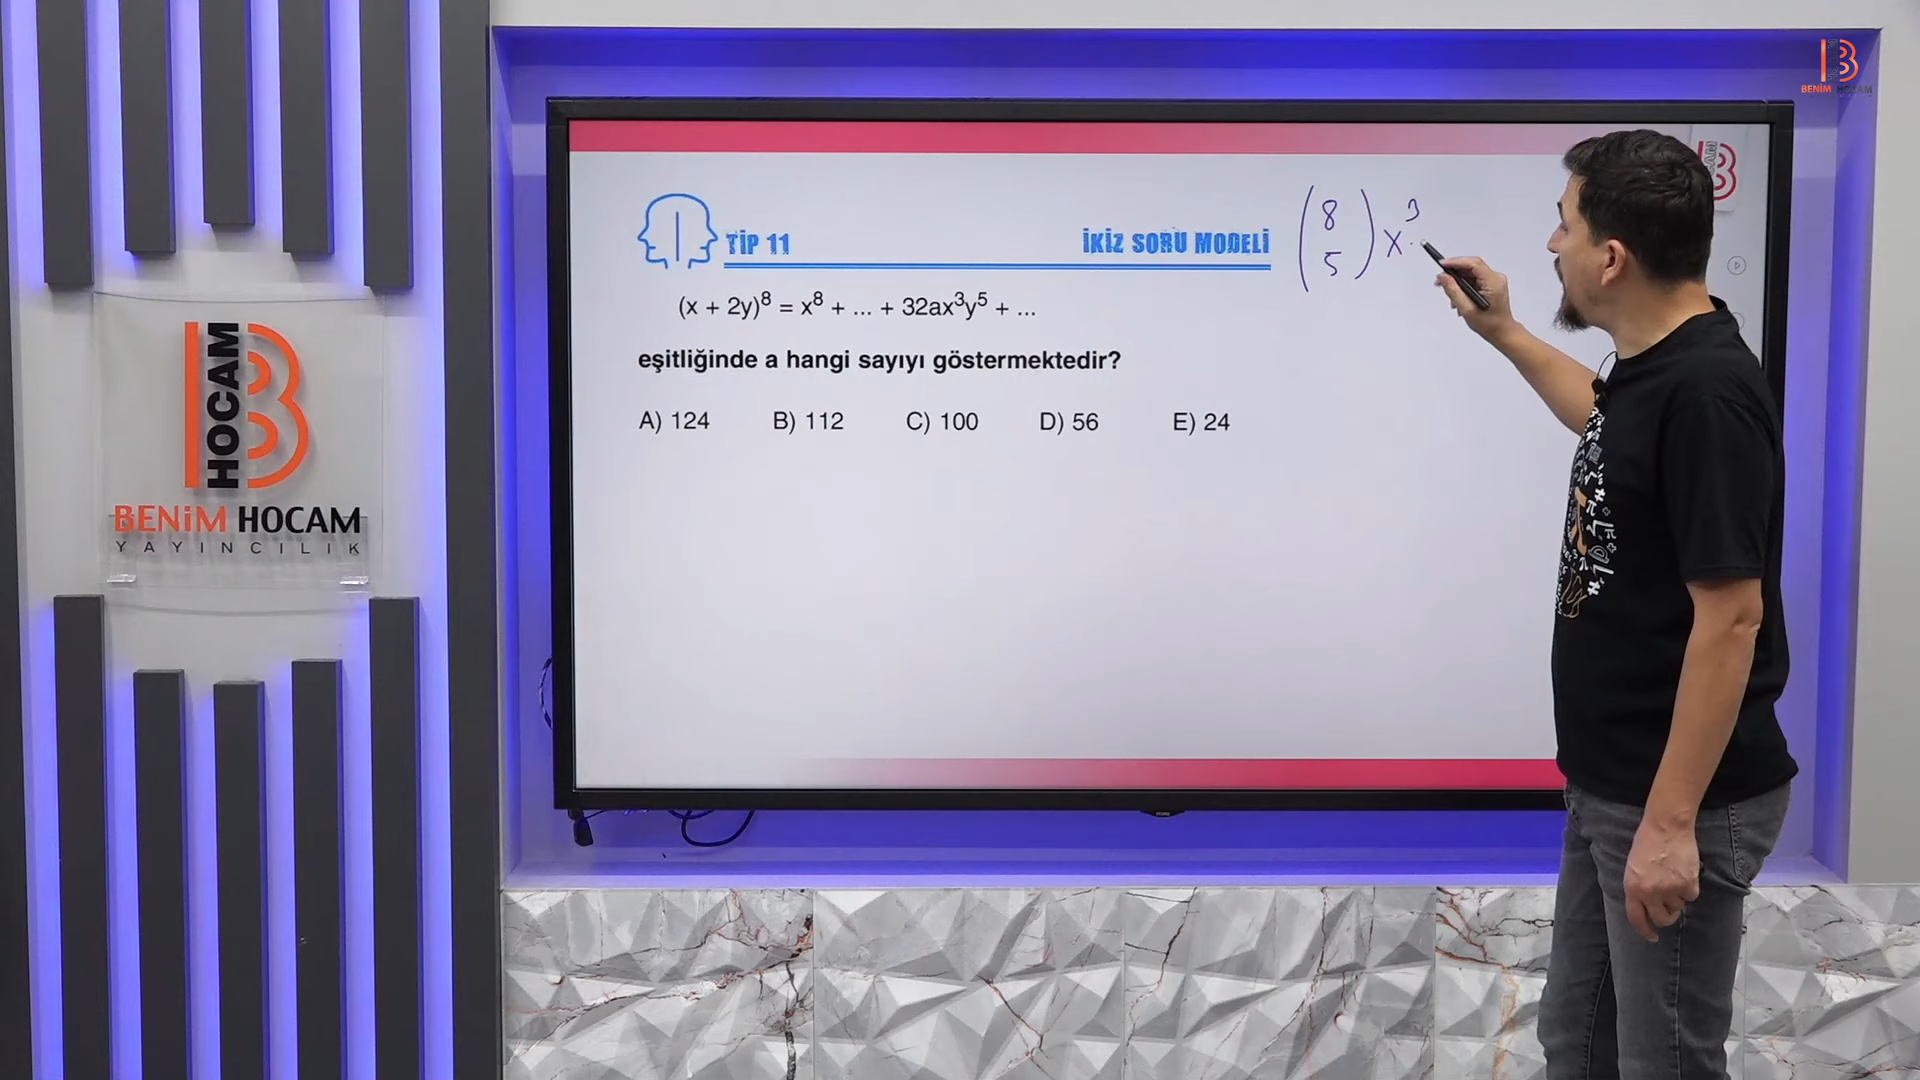 BENİM HOCAM
TİP 11
İKİZ SORU MODELİ
(8 5) x³ ·
(x + 2y)⁸ = x⁸ + ... + 32ax³y⁵ + ...
eşitliğinde a hangi sayıyı göstermektedir?
A) 124 B) 112 C) 100 D) 56 E) 24
HOCAM
BENİM HOCAM
YAYINCILIK